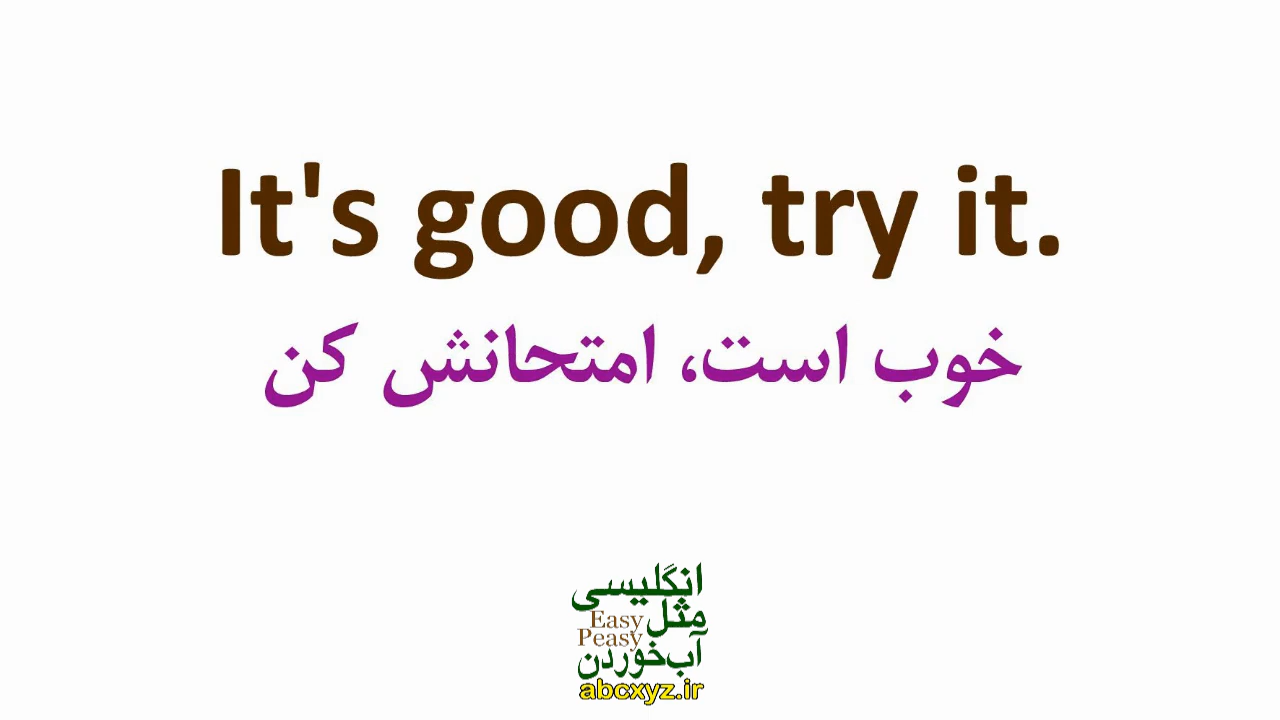 It's good, try it.
خوب است، امتحانش کن
انگلیسی
مثل
Easy
Peasy
آب‌خوردن
abcxyz.ir